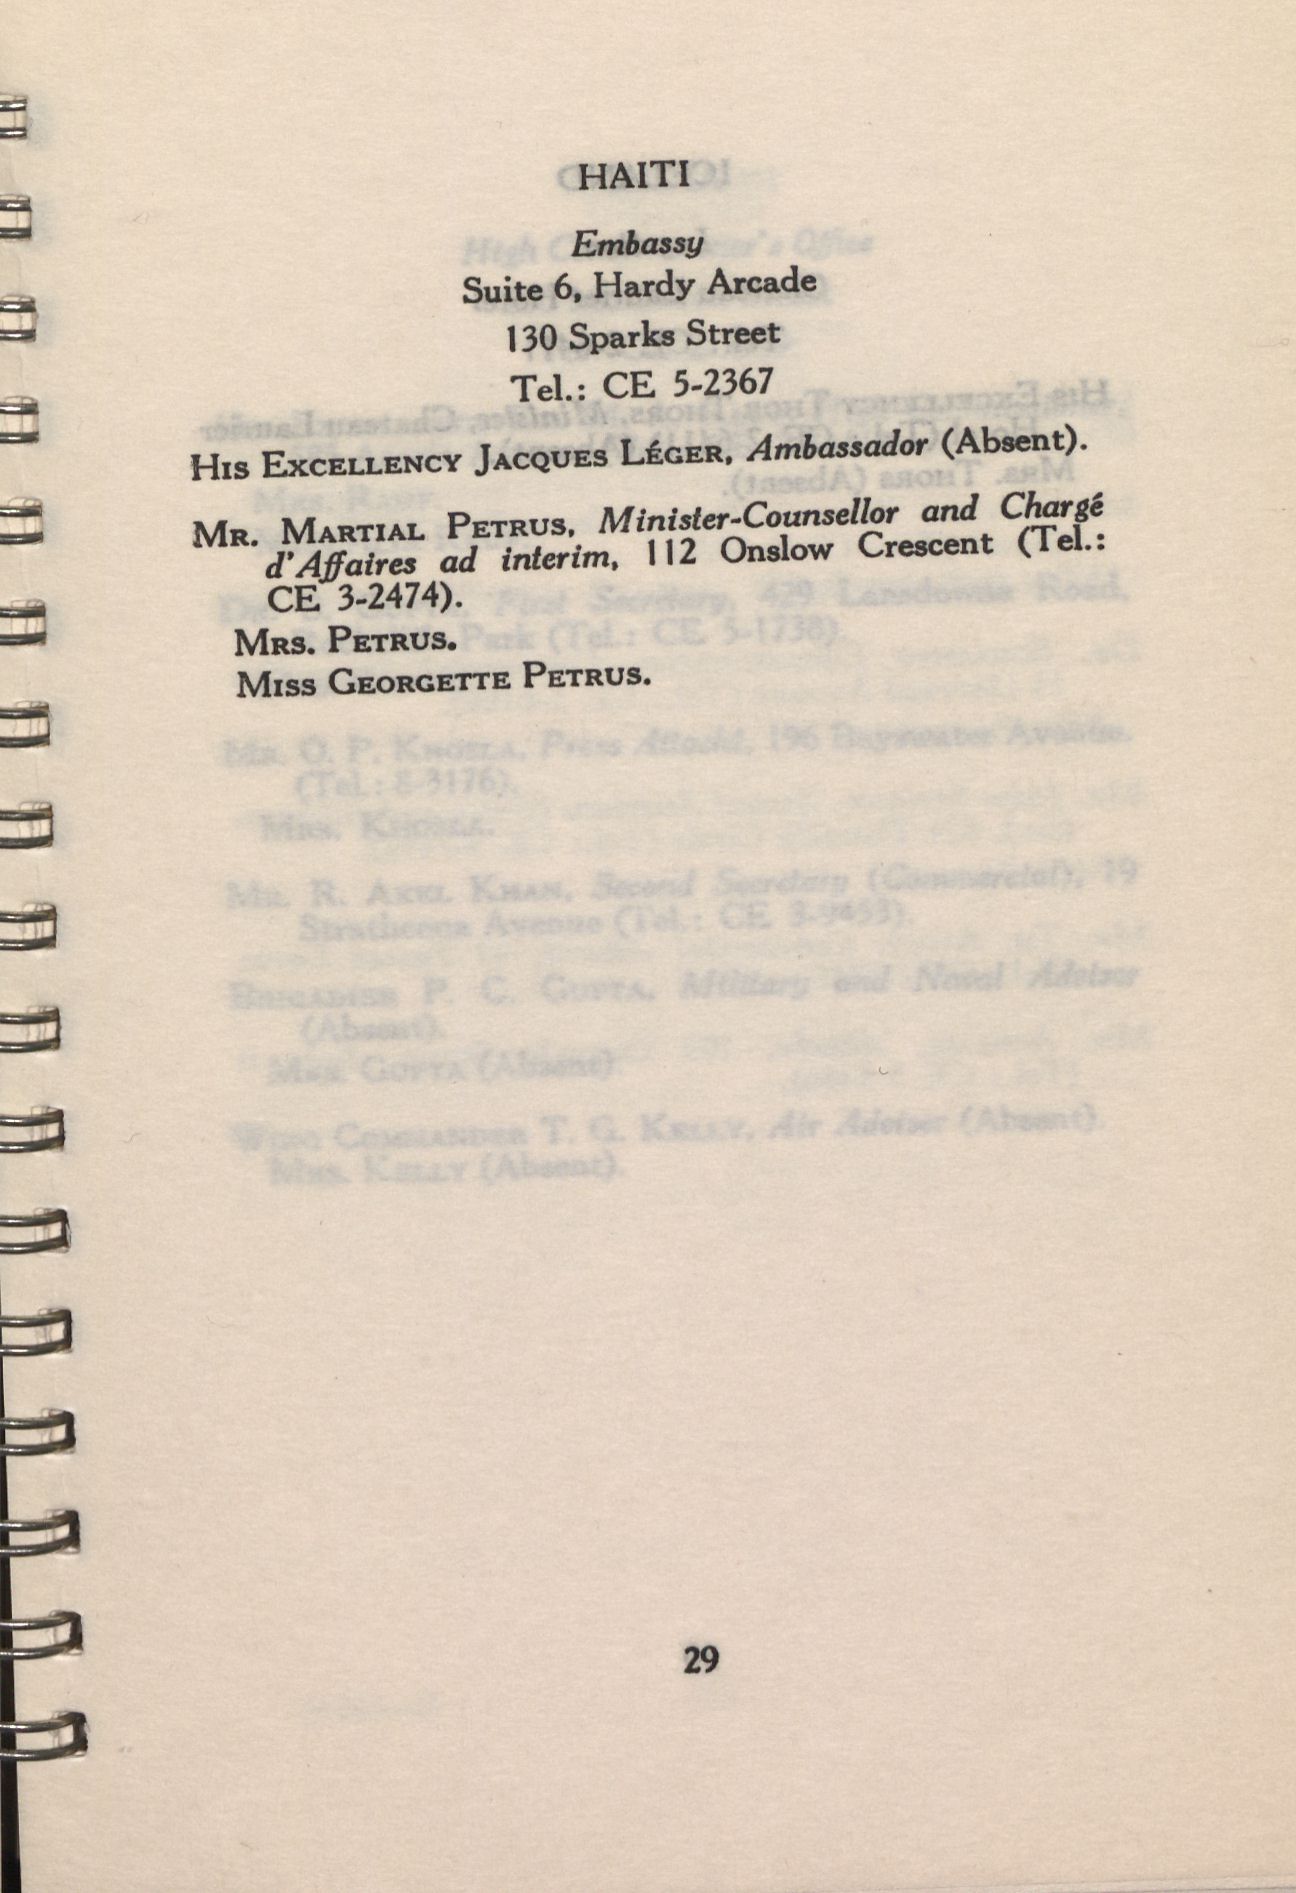 HAITI
Embassy
Suite 6, Hardy Arcade
130 Sparks Street
Tel.: CE 5-2367
HIS EXCELLENCY JACQUES LÉGER, Ambassador (Absent).
MR. MARTIAL PETRUS, Minister-Counsellor and Chargé
d'Affaires ad interim, 112 Onslow Crescent (Tel.:
CE 3-2474).
MRS. PETRUS.
MISS GEORGETTE PETRUS.
29